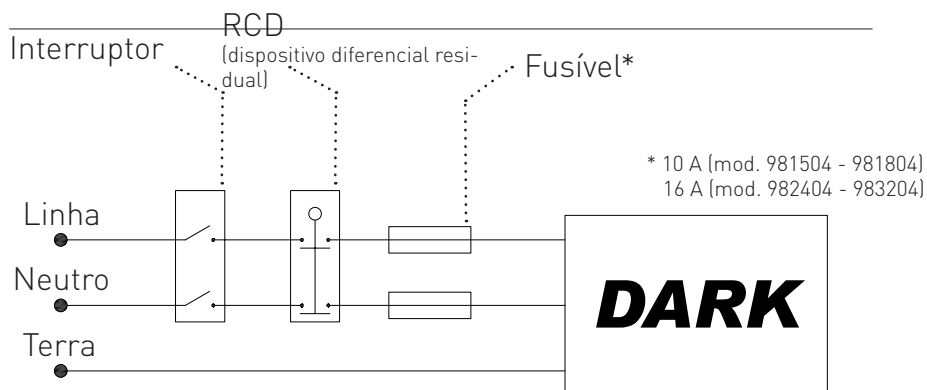 RCD
Interruptor
(dispositivo diferencial resi-
dual)
Fusível*
* 10 A (mod. 981504 - 981804)
16 A (mod. 982404 - 983204)
Linha
Neutro
DARK
Terra